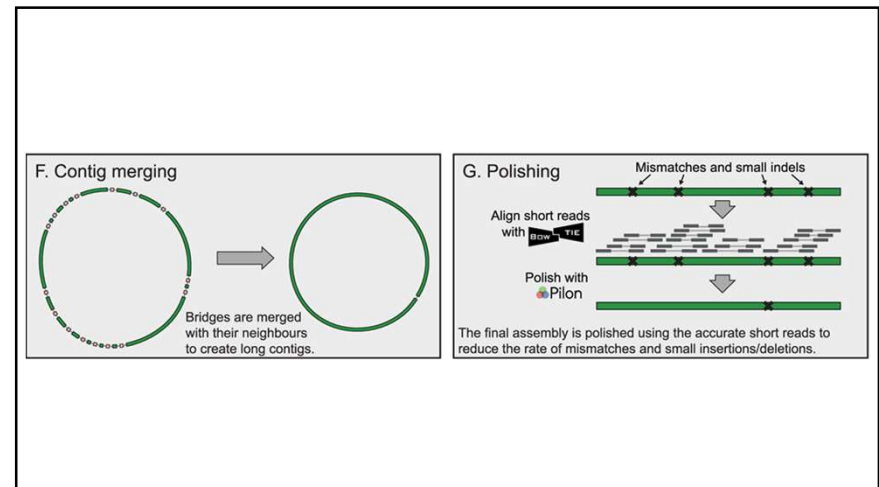 F. Contig merging
Bridges are merged
with their neighbours
to create long contigs.
G. Polishing
Mismatches and small indels
Align short reads
with BOW TIE
Polish with
Pilon
The final assembly is polished using the accurate short reads to
reduce the rate of mismatches and small insertions/deletions.